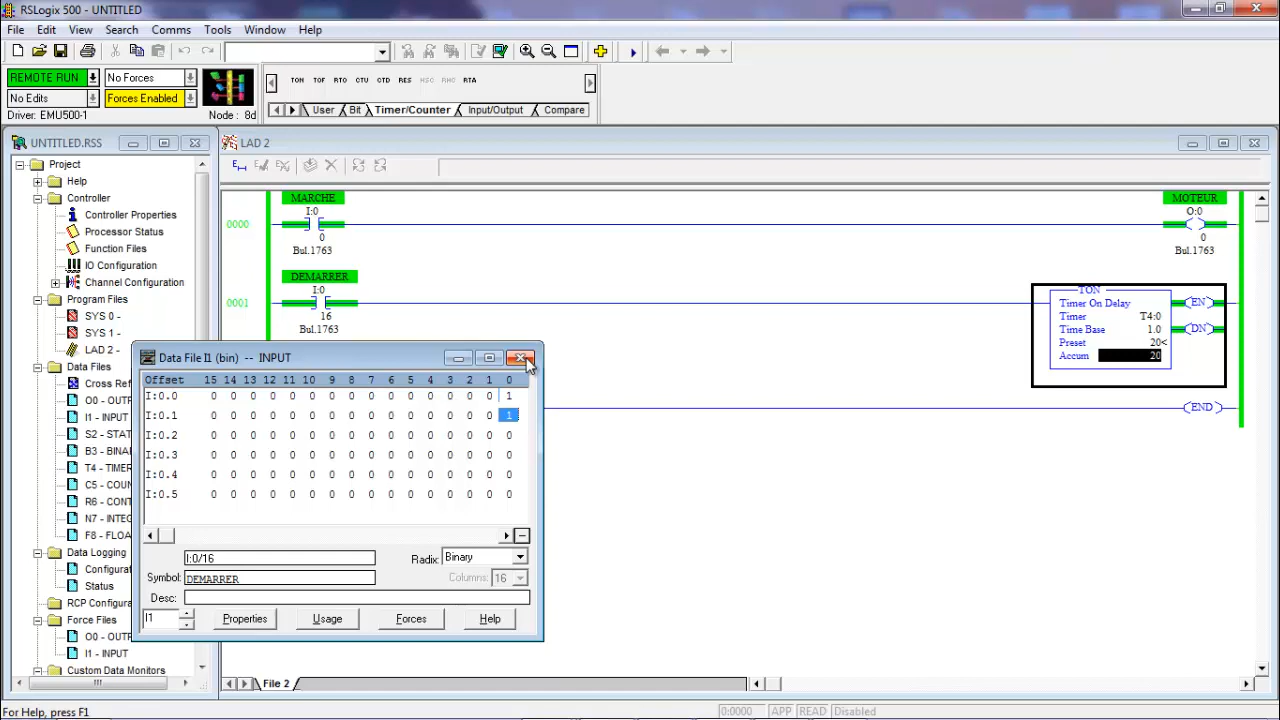 RSLogix 500 - UNTITLED
File Edit View Search Comms Tools Window Help
REMOTE RUN No Forces
No Edits Forces Enabled
Driver: EMU500-1 Node : 8d
TON TOF RTO CTU CTD RES HSC RHC RTA
User Bit Timer/Counter Input/Output Compare
UNTITLED.RSS
Project
Help
Controller
Controller Properties
Processor Status
Function Files
IO Configuration
Channel Configuration
Program Files
SYS 0 -
SYS 1 -
LAD 2 -
Data Files
Cross Ref
O0 - OUTP
I1 - INPUT
S2 - STAT
B3 - BINA
T4 - TIMER
C5 - COUN
R6 - CONT
N7 - INTEG
F8 - FLOA
Data Logging
Configurat
Status
RCP Configura
Force Files
O0 - OUTP
I1 - INPUT
Custom Data Monitors
LAD 2
MARCHE MOTEUR
I:0 O:0
0000
0 0
Bul.1763 Bul.1763
DEMARRER
I:0
0001
16
Bul.1763
TON
Timer On Delay EN
Timer T4:0
Time Base 1.0 DN
Preset 20<
Accum 20
END
Data File I1 (bin) -- INPUT
Offset 15 14 13 12 11 10 9 8 7 6 5 4 3 2 1 0
I:0.0 0 0 0 0 0 0 0 0 0 0 0 0 0 0 0 1
I:0.1 0 0 0 0 0 0 0 0 0 0 0 0 0 0 0 1
I:0.2 0 0 0 0 0 0 0 0 0 0 0 0 0 0 0 0
I:0.3 0 0 0 0 0 0 0 0 0 0 0 0 0 0 0 0
I:0.4 0 0 0 0 0 0 0 0 0 0 0 0 0 0 0 0
I:0.5 0 0 0 0 0 0 0 0 0 0 0 0 0 0 0 0
I:0/16 Radix: Binary
Symbol: DEMARRER Columns: 16
Desc:
I1 Properties Usage Forces Help
File 2
For Help, press F1 0:0000 APP READ Disabled